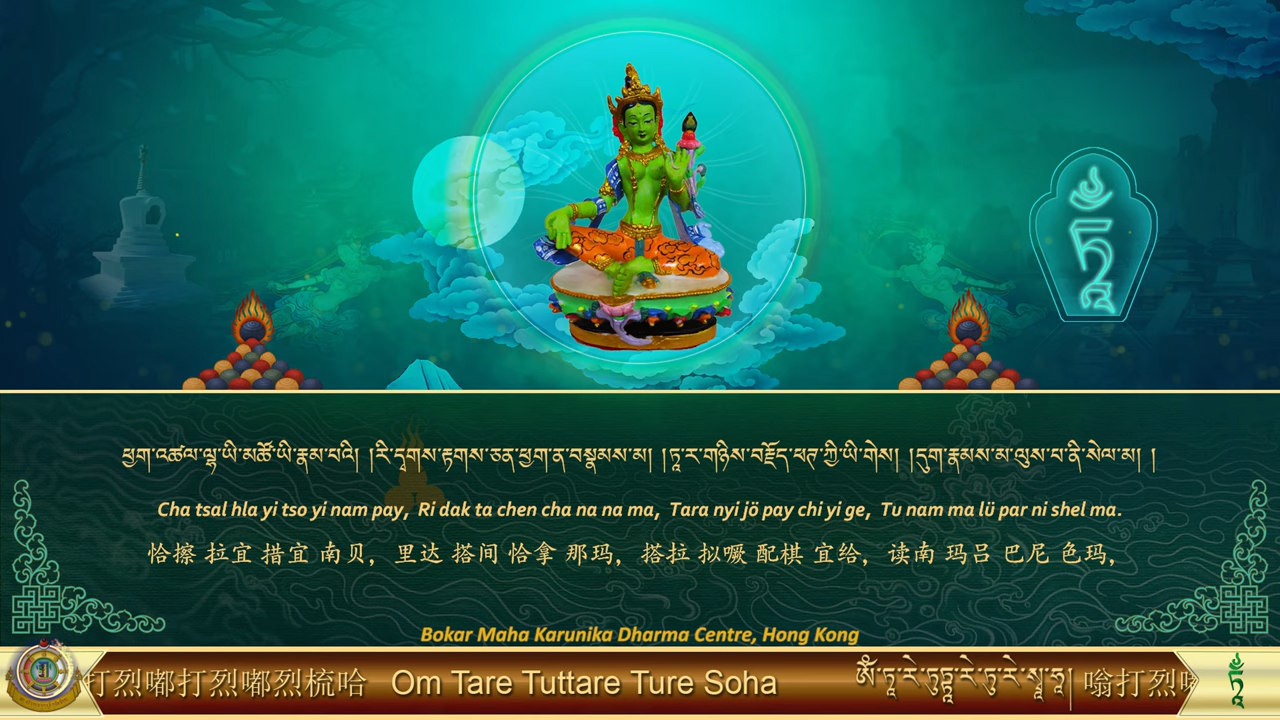 ཏཱཾ
ཕྱག་འཚལ་ལྷ་ཡི་མཚོ་ཡི་རྣམ་པའི། །རི་དྭགས་རྟགས་ཅན་ཕྱག་ན་བསྣམས་མ། །ཏཱ་ར་གཉིས་བརྗོད་ཕཊ་ཀྱི་ཡི་གེས། །དུག་རྣམས་མ་ལུས་པ་ནི་སེལ་མ། །
Cha tsal hla yi tso yi nam pay, Ri dak ta chen cha na na ma, Tara nyi jö pay chi yi ge, Tu nam ma lü par ni shel ma.
恰擦 拉宜 措宜 南贝，里达 搭间 恰拿 那玛，搭拉 拟噘 配棋 宜给，读南 玛吕 巴尼 色玛，
Bokar Maha Karunika Dharma Centre, Hong Kong
打烈嘟打烈嘟烈梳哈 Om Tare Tuttare Ture Soha ༀ་ཏཱ་རེ་ཏུཏྟཱ་རེ་ཏུ་རེ་སྭཱ་ཧཱ། 嗡打烈